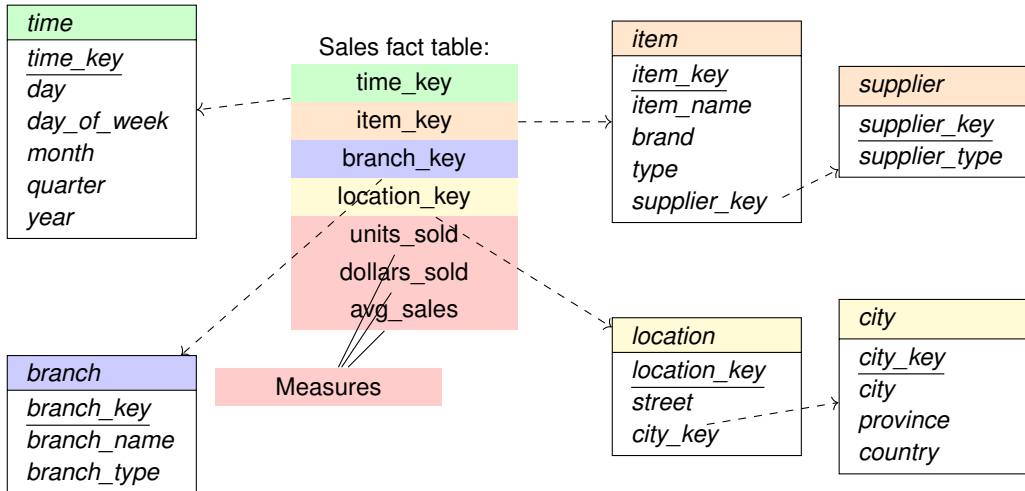 time
time_key
day
day_of_week
month
quarter
year
Sales fact table:
time_key
item_key
branch_key
location_key
units_sold
dollars_sold
avg_sales
Measures
item
item_key
item_name
brand
type
supplier_key
supplier
supplier_key
supplier_type
branch
branch_key
branch_name
branch_type
location
location_key
street
city_key
city
city_key
city
province
country